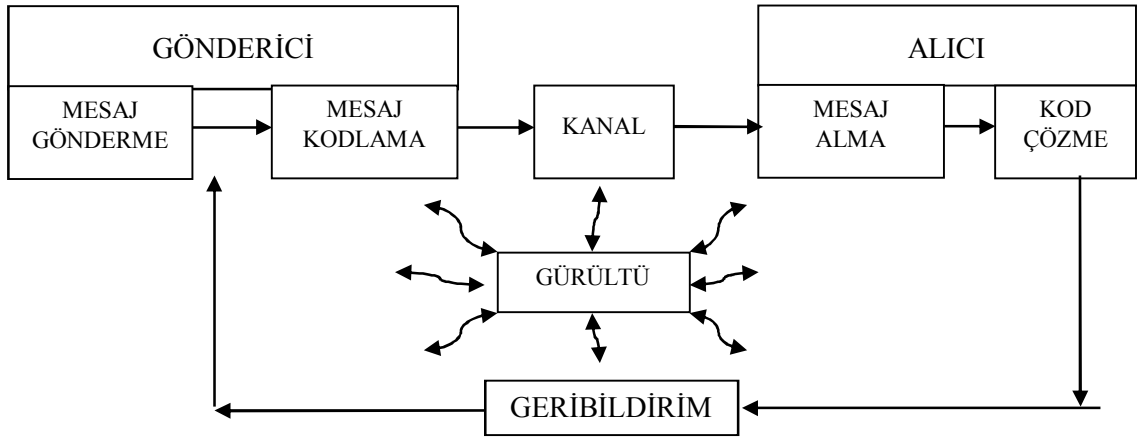 GÖNDERİCİ
MESAJ
GÖNDERME
MESAJ
KODLAMA
KANAL
ALICI
MESAJ
ALMA
KOD
ÇÖZME
GÜRÜLTÜ
GERİBİLDİRİM